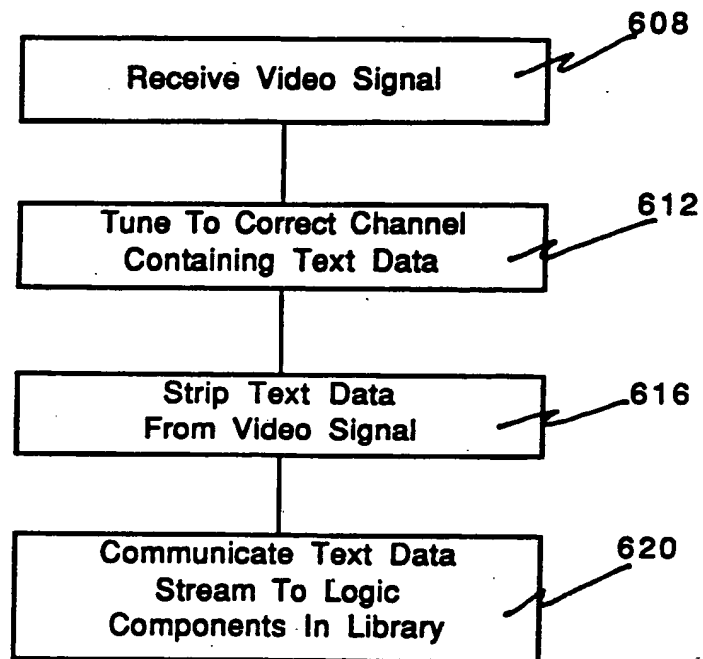 608
Receive Video Signal
612
Tune To Correct Channel
Containing Text Data
616
Strip Text Data
From Video Signal
620
Communicate Text Data
Stream To Logic
Components In Library